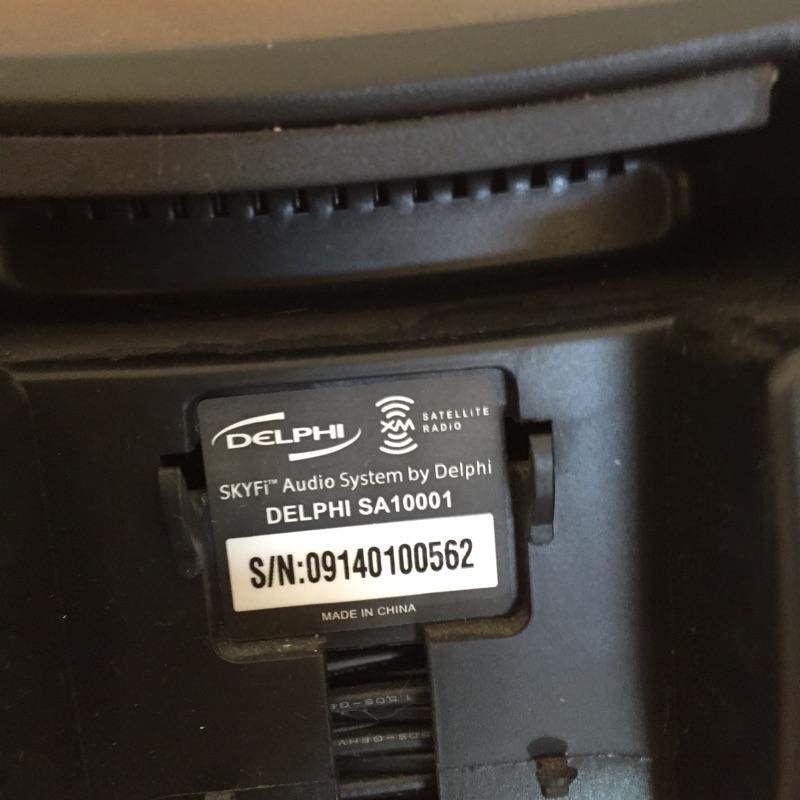 DELPHI
XM SATELLITE RADIO
SKYFi™ Audio System by Delphi
DELPHI SA10001
S/N:09140100562
MADE IN CHINA